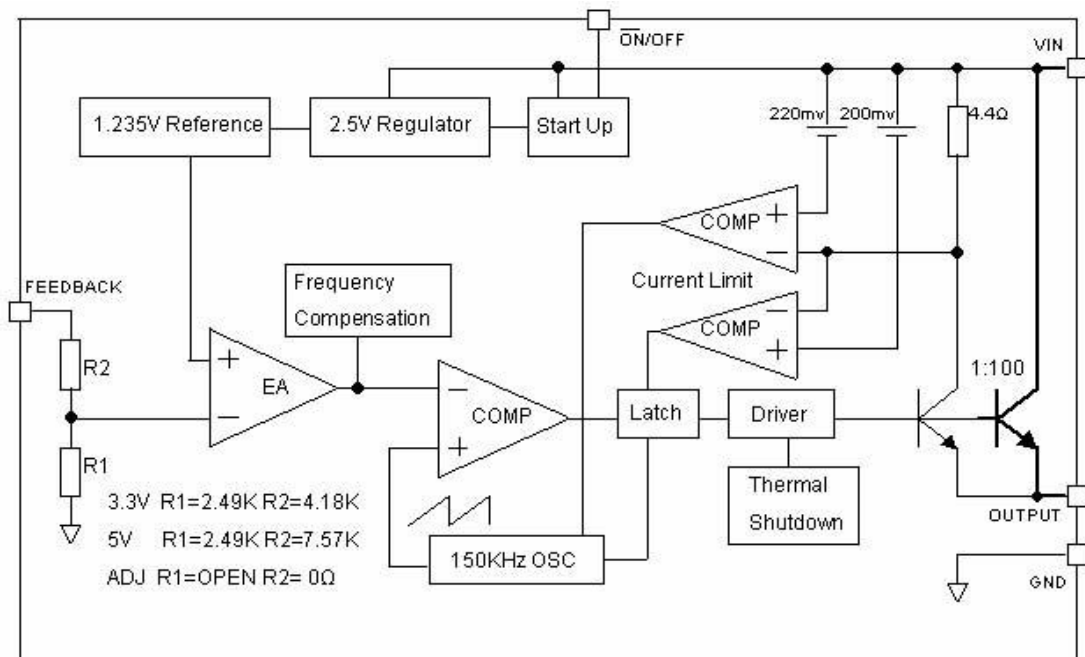 ON/OFF
VIN
1.235V Reference
2.5V Regulator
Start Up
220mv
200mv
4.4Ω
COMP
+
−
Current Limit
FEEDBACK
Frequency
Compensation
−
COMP
+
1:100
R2
+
EA
−
−
COMP
+
Latch
Driver
R1
Thermal
Shutdown
3.3V R1=2.49K R2=4.18K
5V R1=2.49K R2=7.57K
ADJ R1=OPEN R2= 0Ω
150KHz OSC
OUTPUT
GND